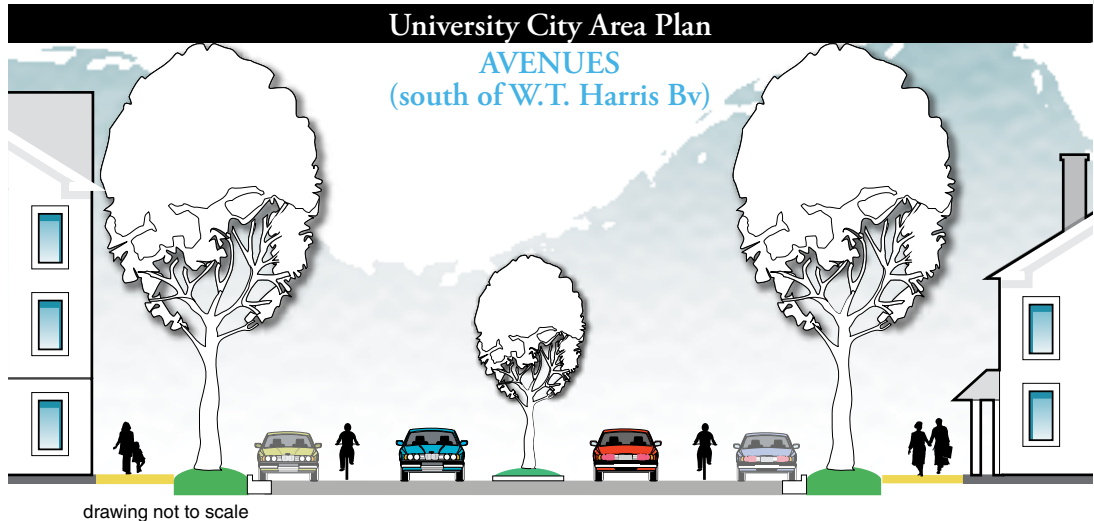 University City Area Plan
AVENUES
(south of W.T. Harris Bv)
drawing not to scale